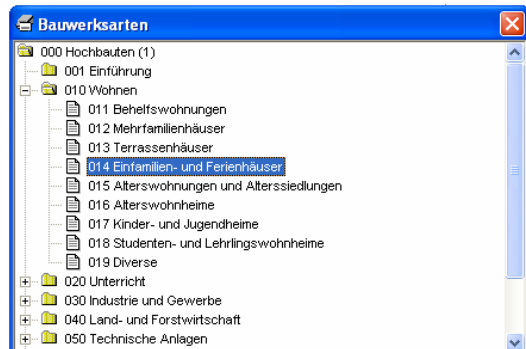 Bauwerksarten
000 Hochbauten (1)
001 Einführung
010 Wohnen
011 Behelfswohnungen
012 Mehrfamilienhäuser
013 Terrassenhäuser
014 Einfamilien- und Ferienhäuser
015 Alterswohnungen und Alterssiedlungen
016 Alterswohnheime
017 Kinder- und Jugendheime
018 Studenten- und Lehrlingswohnheime
019 Diverse
020 Unterricht
030 Industrie und Gewerbe
040 Land- und Forstwirtschaft
050 Technische Anlagen